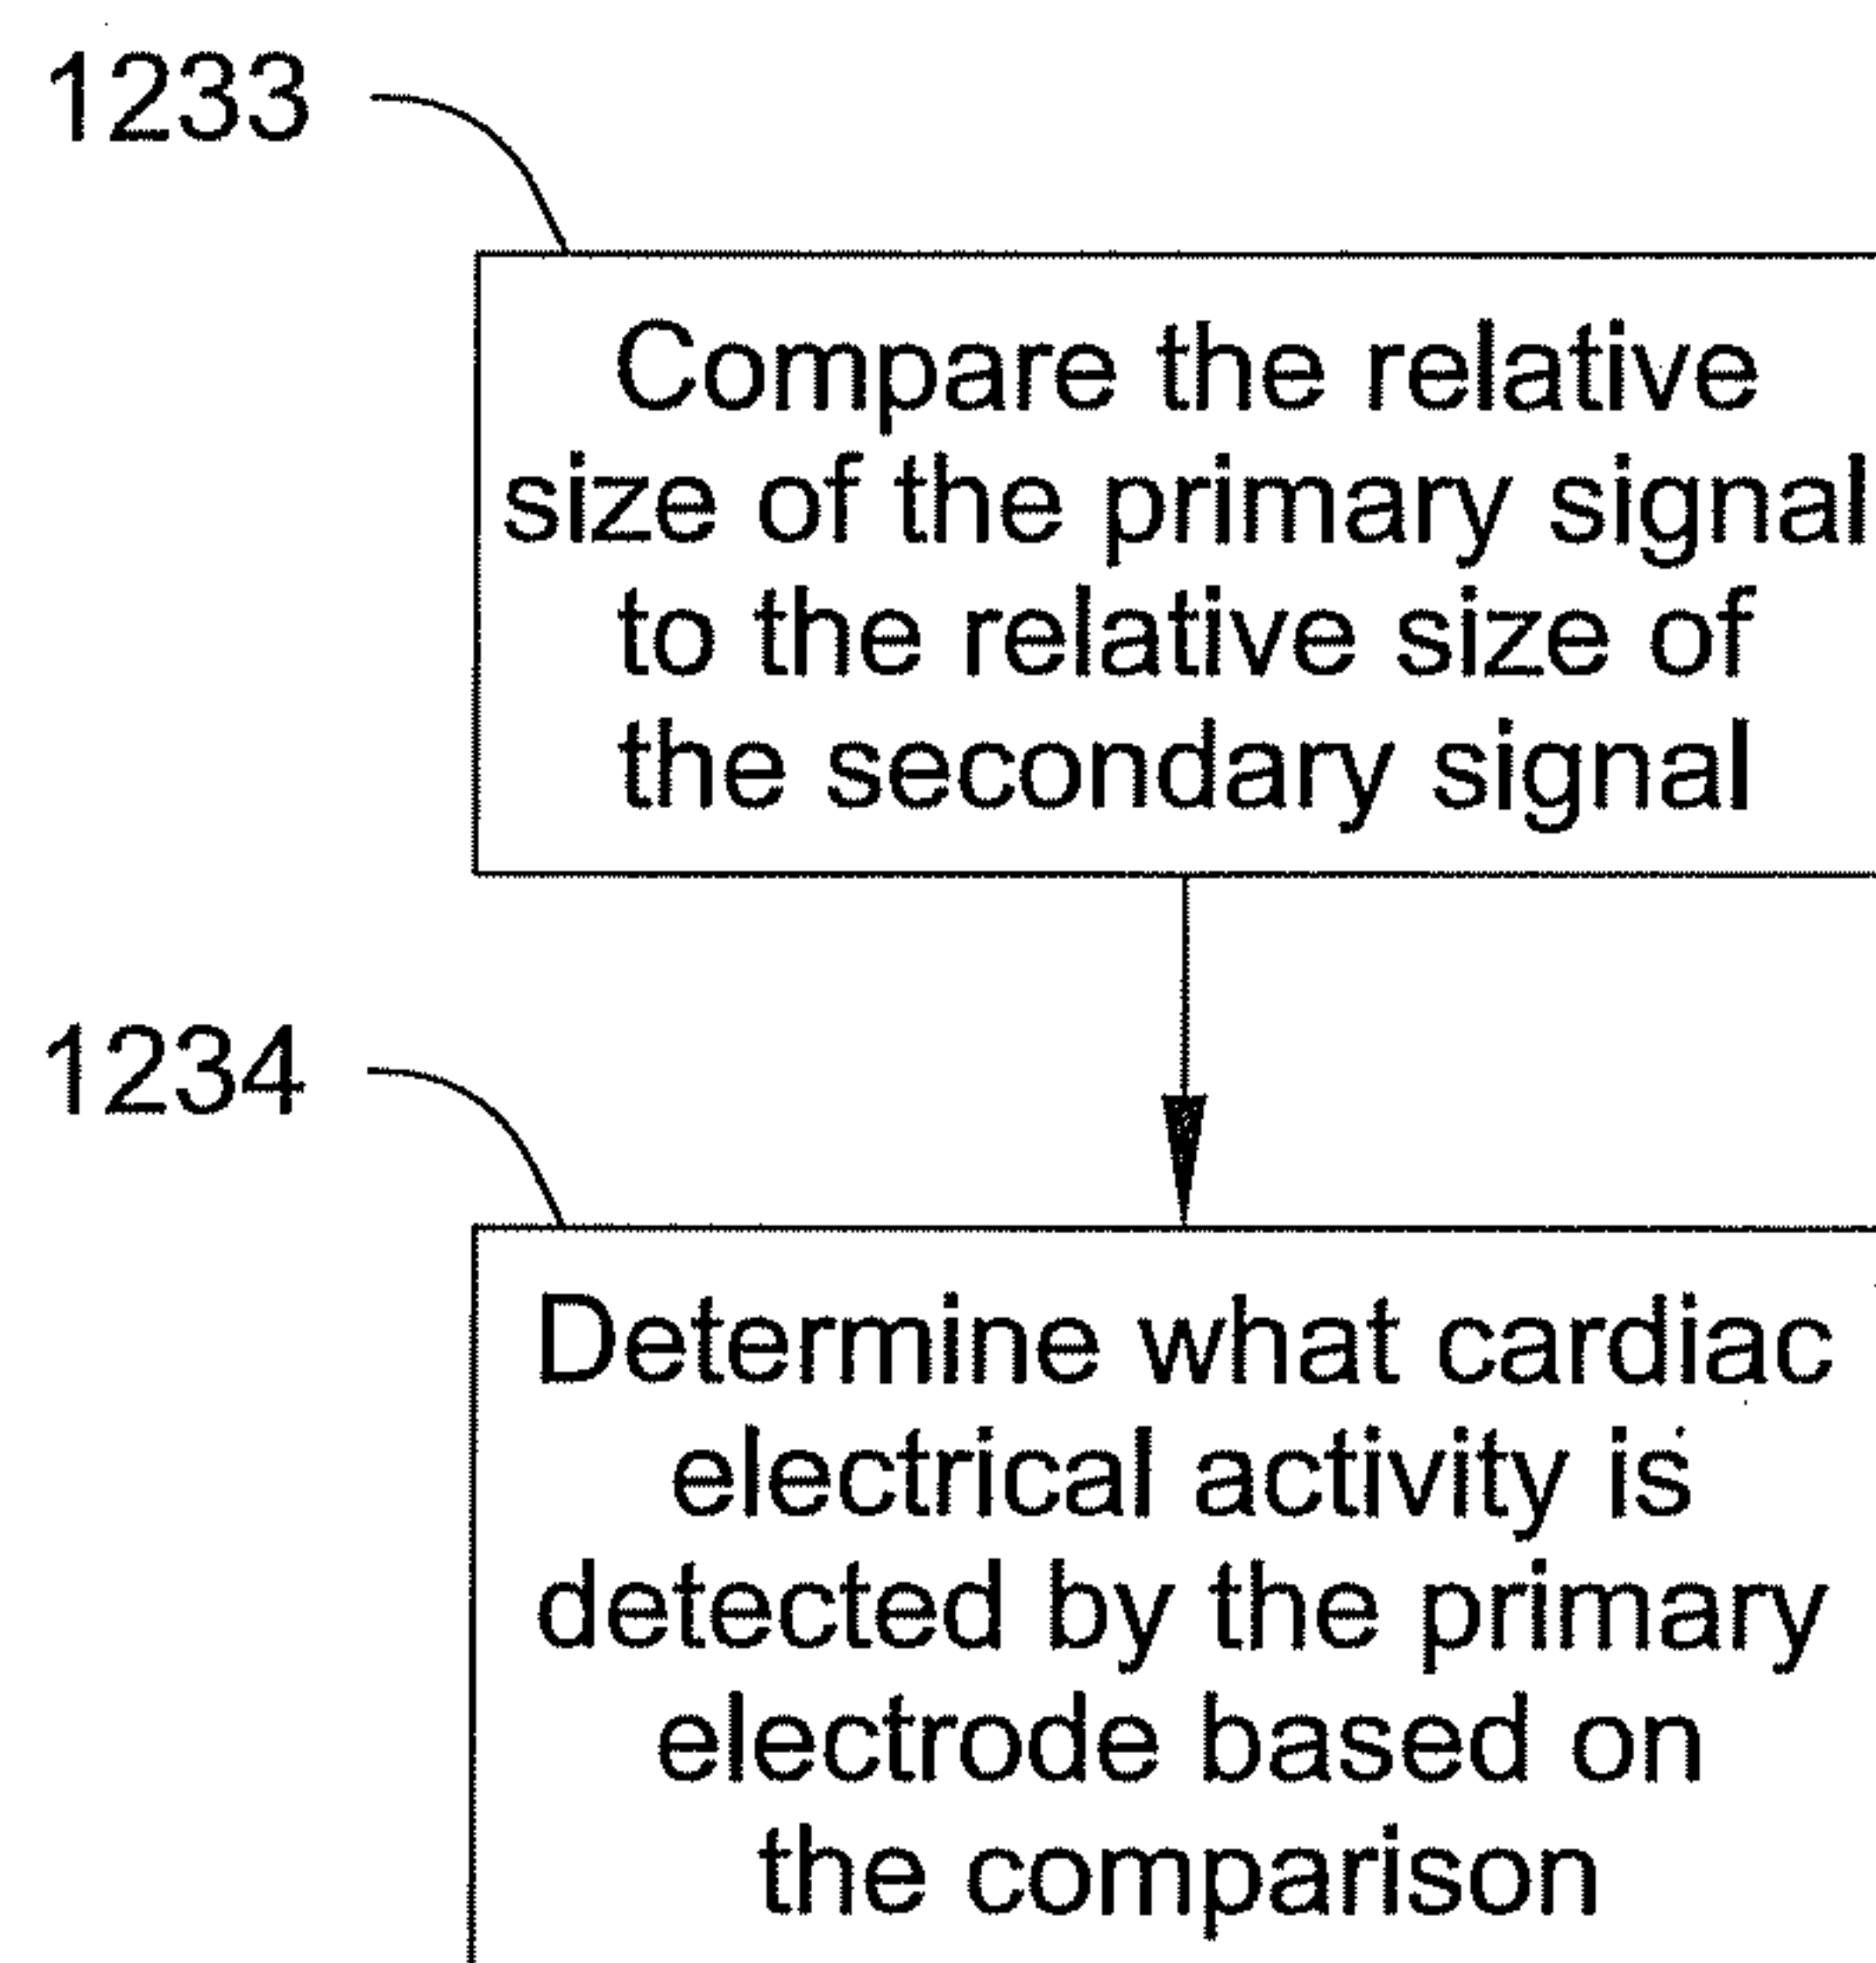 1233
Compare the relative
size of the primary signal
to the relative size of
the secondary signal
1234
Determine what cardiac
electrical activity is
detected by the primary
electrode based on
the comparison